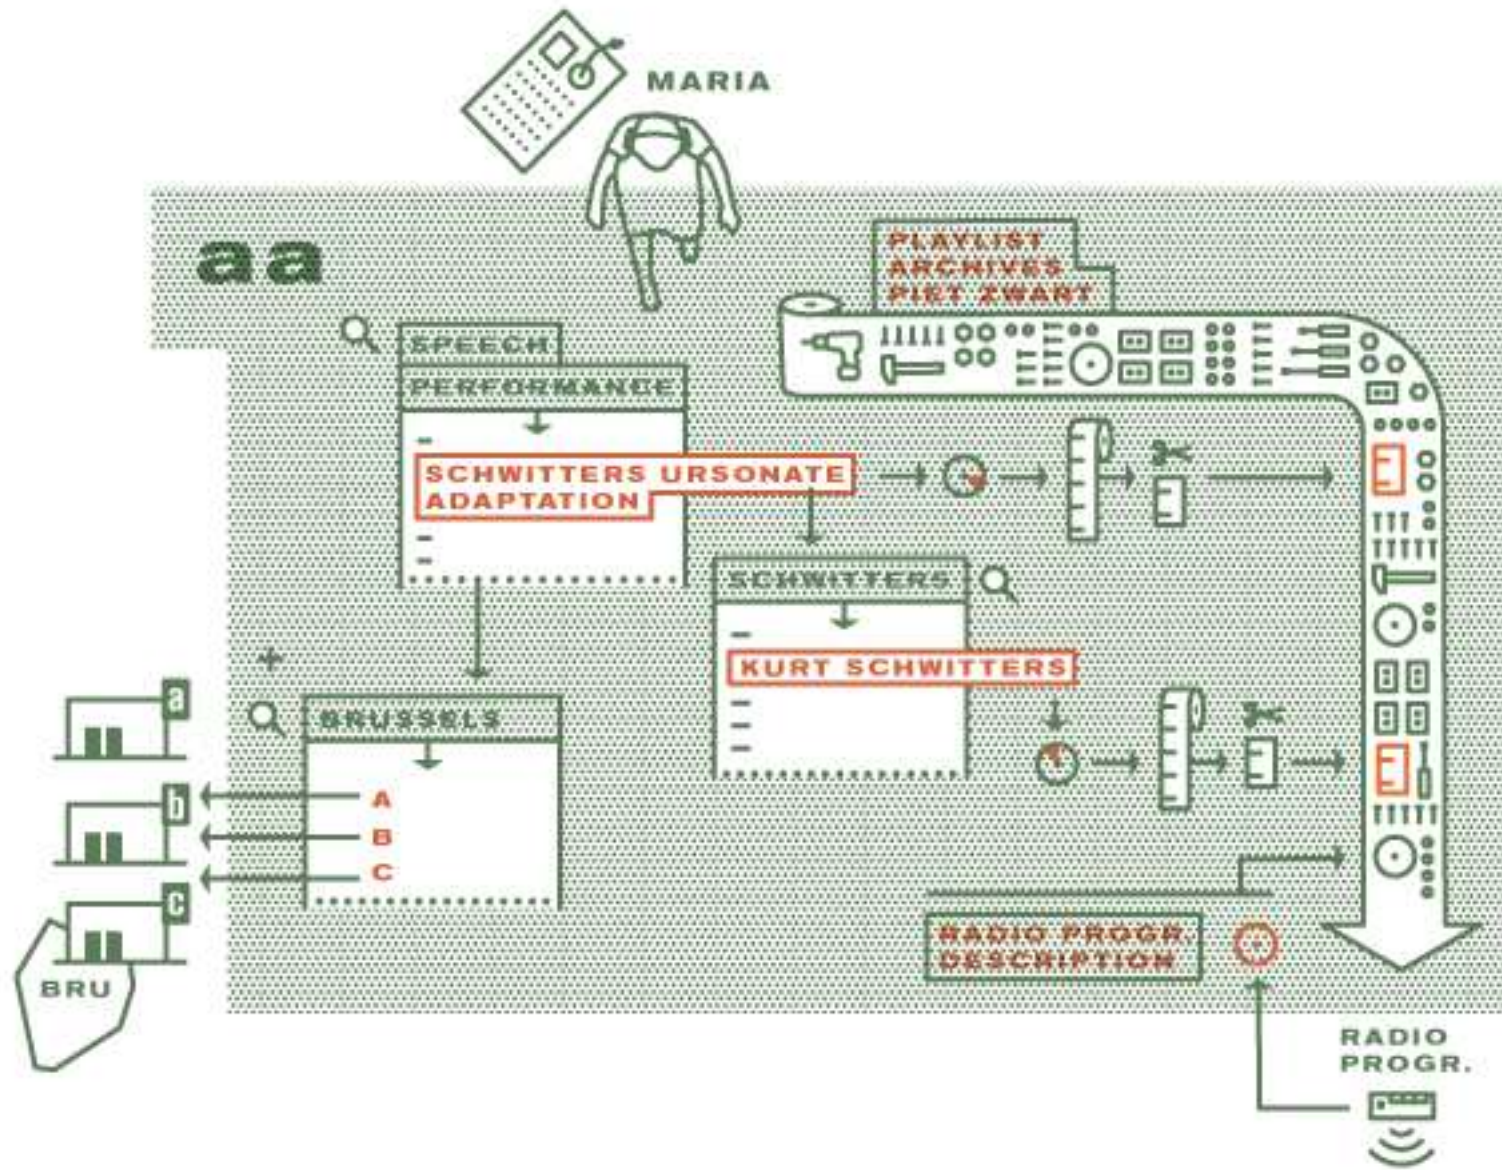 MARIA
aa
PLAYLIST
ARCHIVES
PIET ZWART
SPEECH
PERFORMANCE
SCHWITTERS URSONATE
ADAPTATION
SCHWITTERS
KURT SCHWITTERS
BRUSSELS
A
B
C
a
b
c
BRU
RADIO PROGR.
DESCRIPTION
RADIO
PROGR.